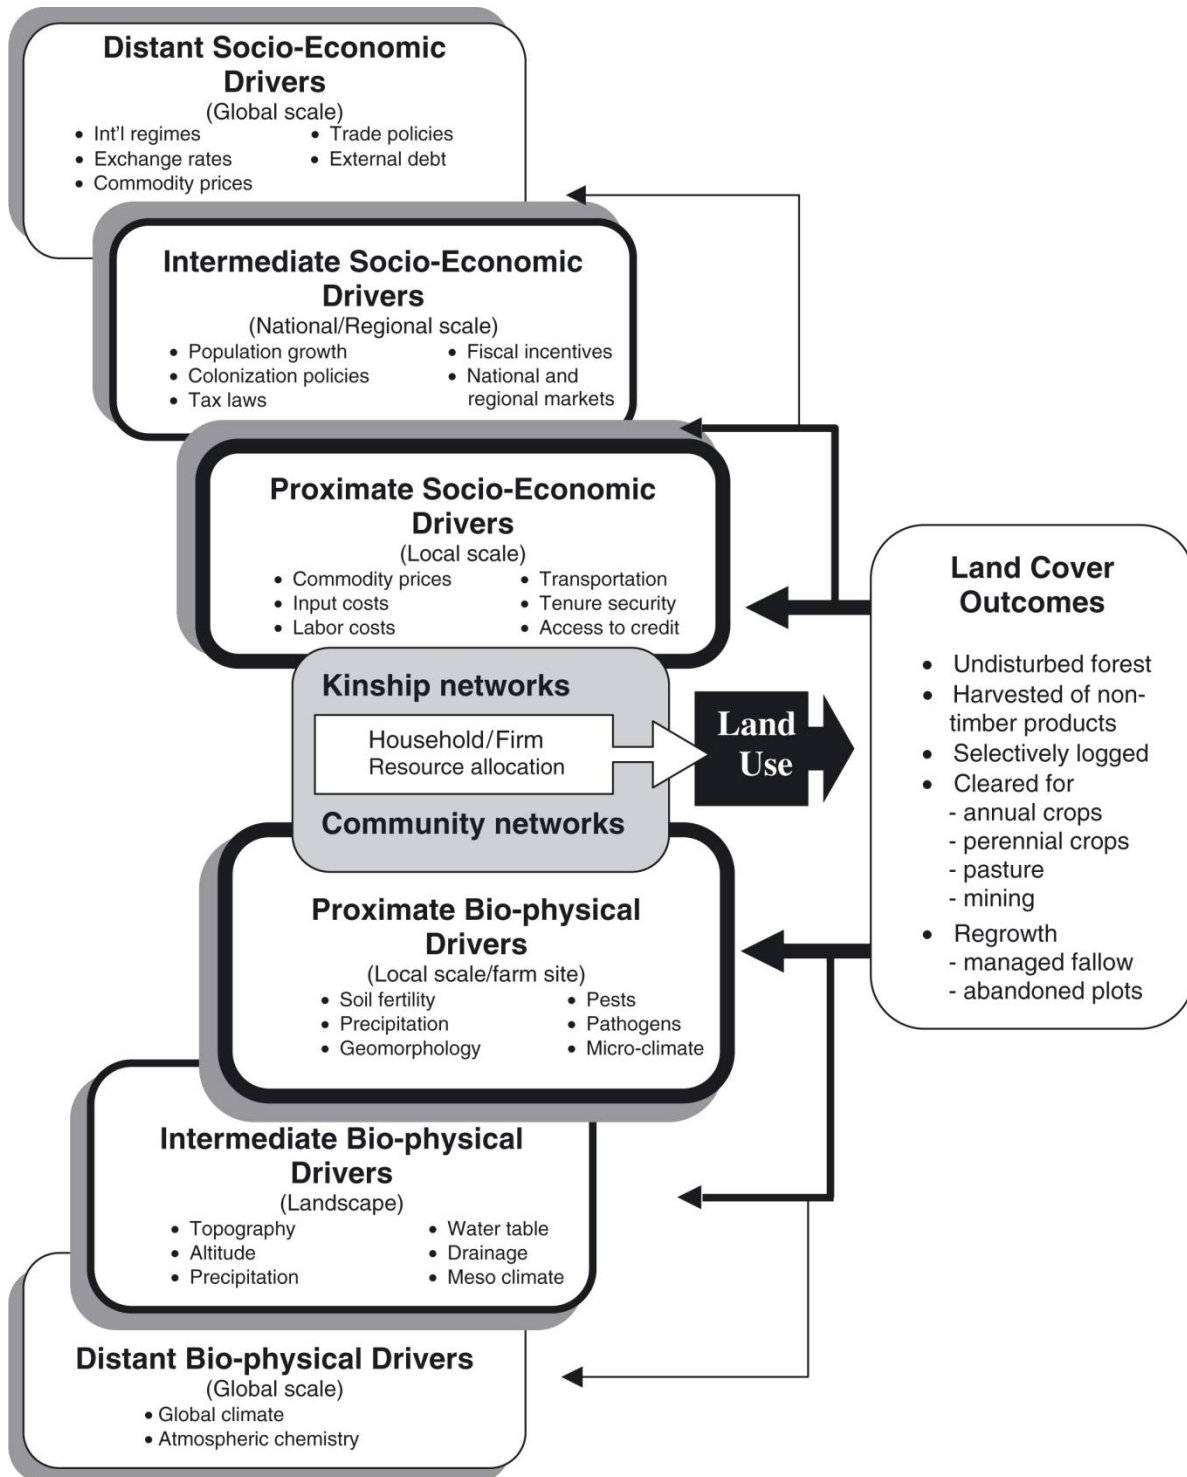 Distant Socio-Economic
Drivers
(Global scale)
• Int'l regimes
• Exchange rates
• Commodity prices
• Trade policies
• External debt
Intermediate Socio-Economic
Drivers
(National/Regional scale)
• Population growth
• Colonization policies
• Tax laws
• Fiscal incentives
• National and
regional markets
Proximate Socio-Economic
Drivers
(Local scale)
• Commodity prices
• Input costs
• Labor costs
• Transportation
• Tenure security
• Access to credit
Kinship networks
Household/Firm
Resource allocation
Community networks
Land
Use
Land Cover
Outcomes
• Undisturbed forest
• Harvested of non-
timber products
• Selectively logged
• Cleared for
- annual crops
- perennial crops
- pasture
- mining
• Regrowth
- managed fallow
- abandoned plots
Proximate Bio-physical
Drivers
(Local scale/farm site)
• Soil fertility
• Precipitation
• Geomorphology
• Pests
• Pathogens
• Micro-climate
Intermediate Bio-physical
Drivers
(Landscape)
• Topography
• Altitude
• Precipitation
• Water table
• Drainage
• Meso climate
Distant Bio-physical Drivers
(Global scale)
• Global climate
• Atmospheric chemistry